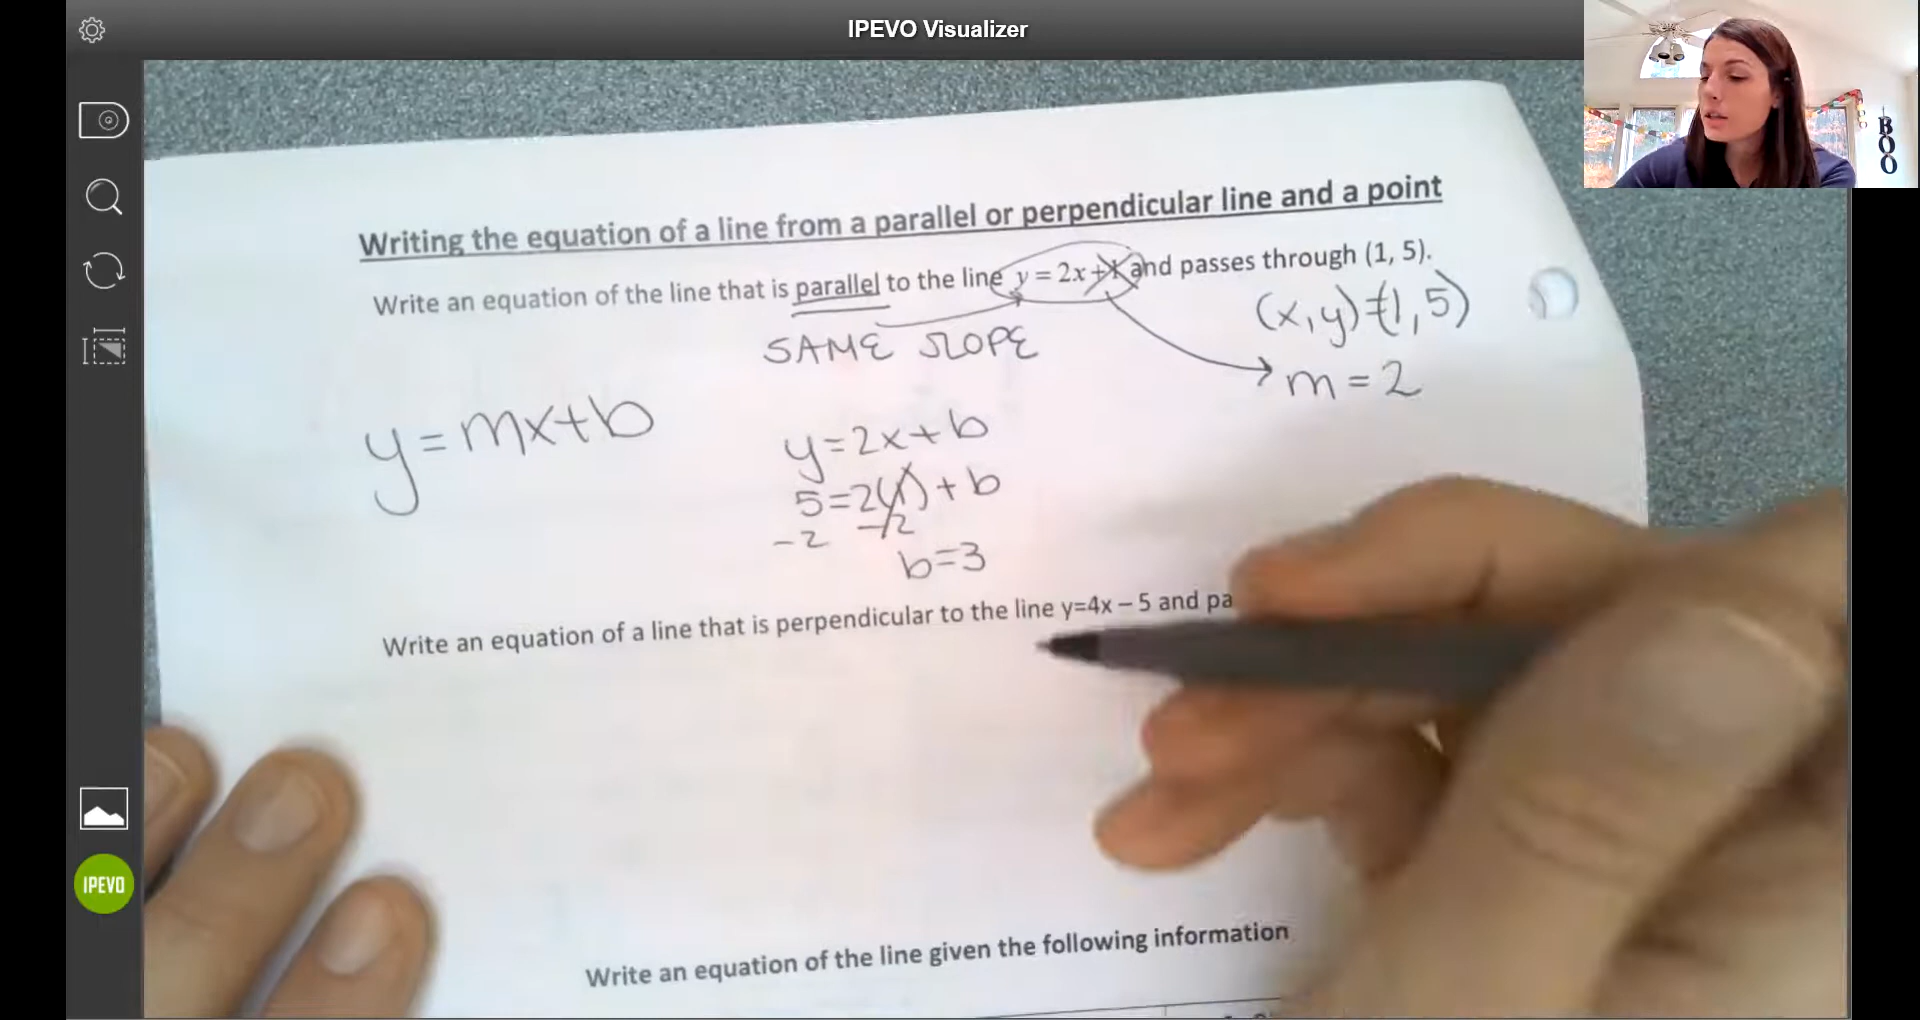 IPEVO Visualizer
BOO
Writing the equation of a line from a parallel or perpendicular line and a point
Write an equation of the line that is parallel to the line y = 2x + and passes through (1, 5).
(x,y)=(1,5)
SAME SLOPE
m=2
y=mx+b
y=2x+b
5=2(1)+b
-2 -2
b=3
Write an equation of a line that is perpendicular to the line y=4x – 5 and pa
IPEVO
Write an equation of the line given the following information